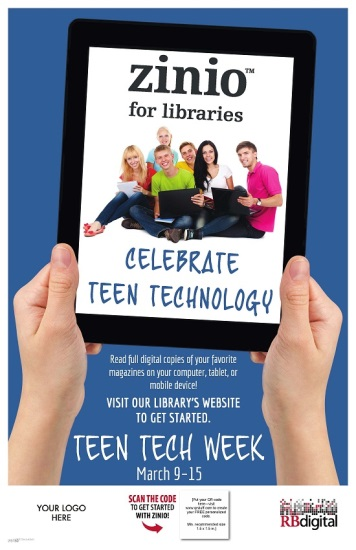 zinio™
for libraries
CELEBRATE
TEEN TECHNOLOGY
Read full digital copies of your favorite
magazines on your computer, tablet, or
mobile device!
VISIT OUR LIBRARY'S WEBSITE
TO GET STARTED.
TEEN TECH WEEK
March 9-15
YOUR LOGO
HERE
SCAN THE CODE
TO GET STARTED
WITH ZINIO!
RBdigital